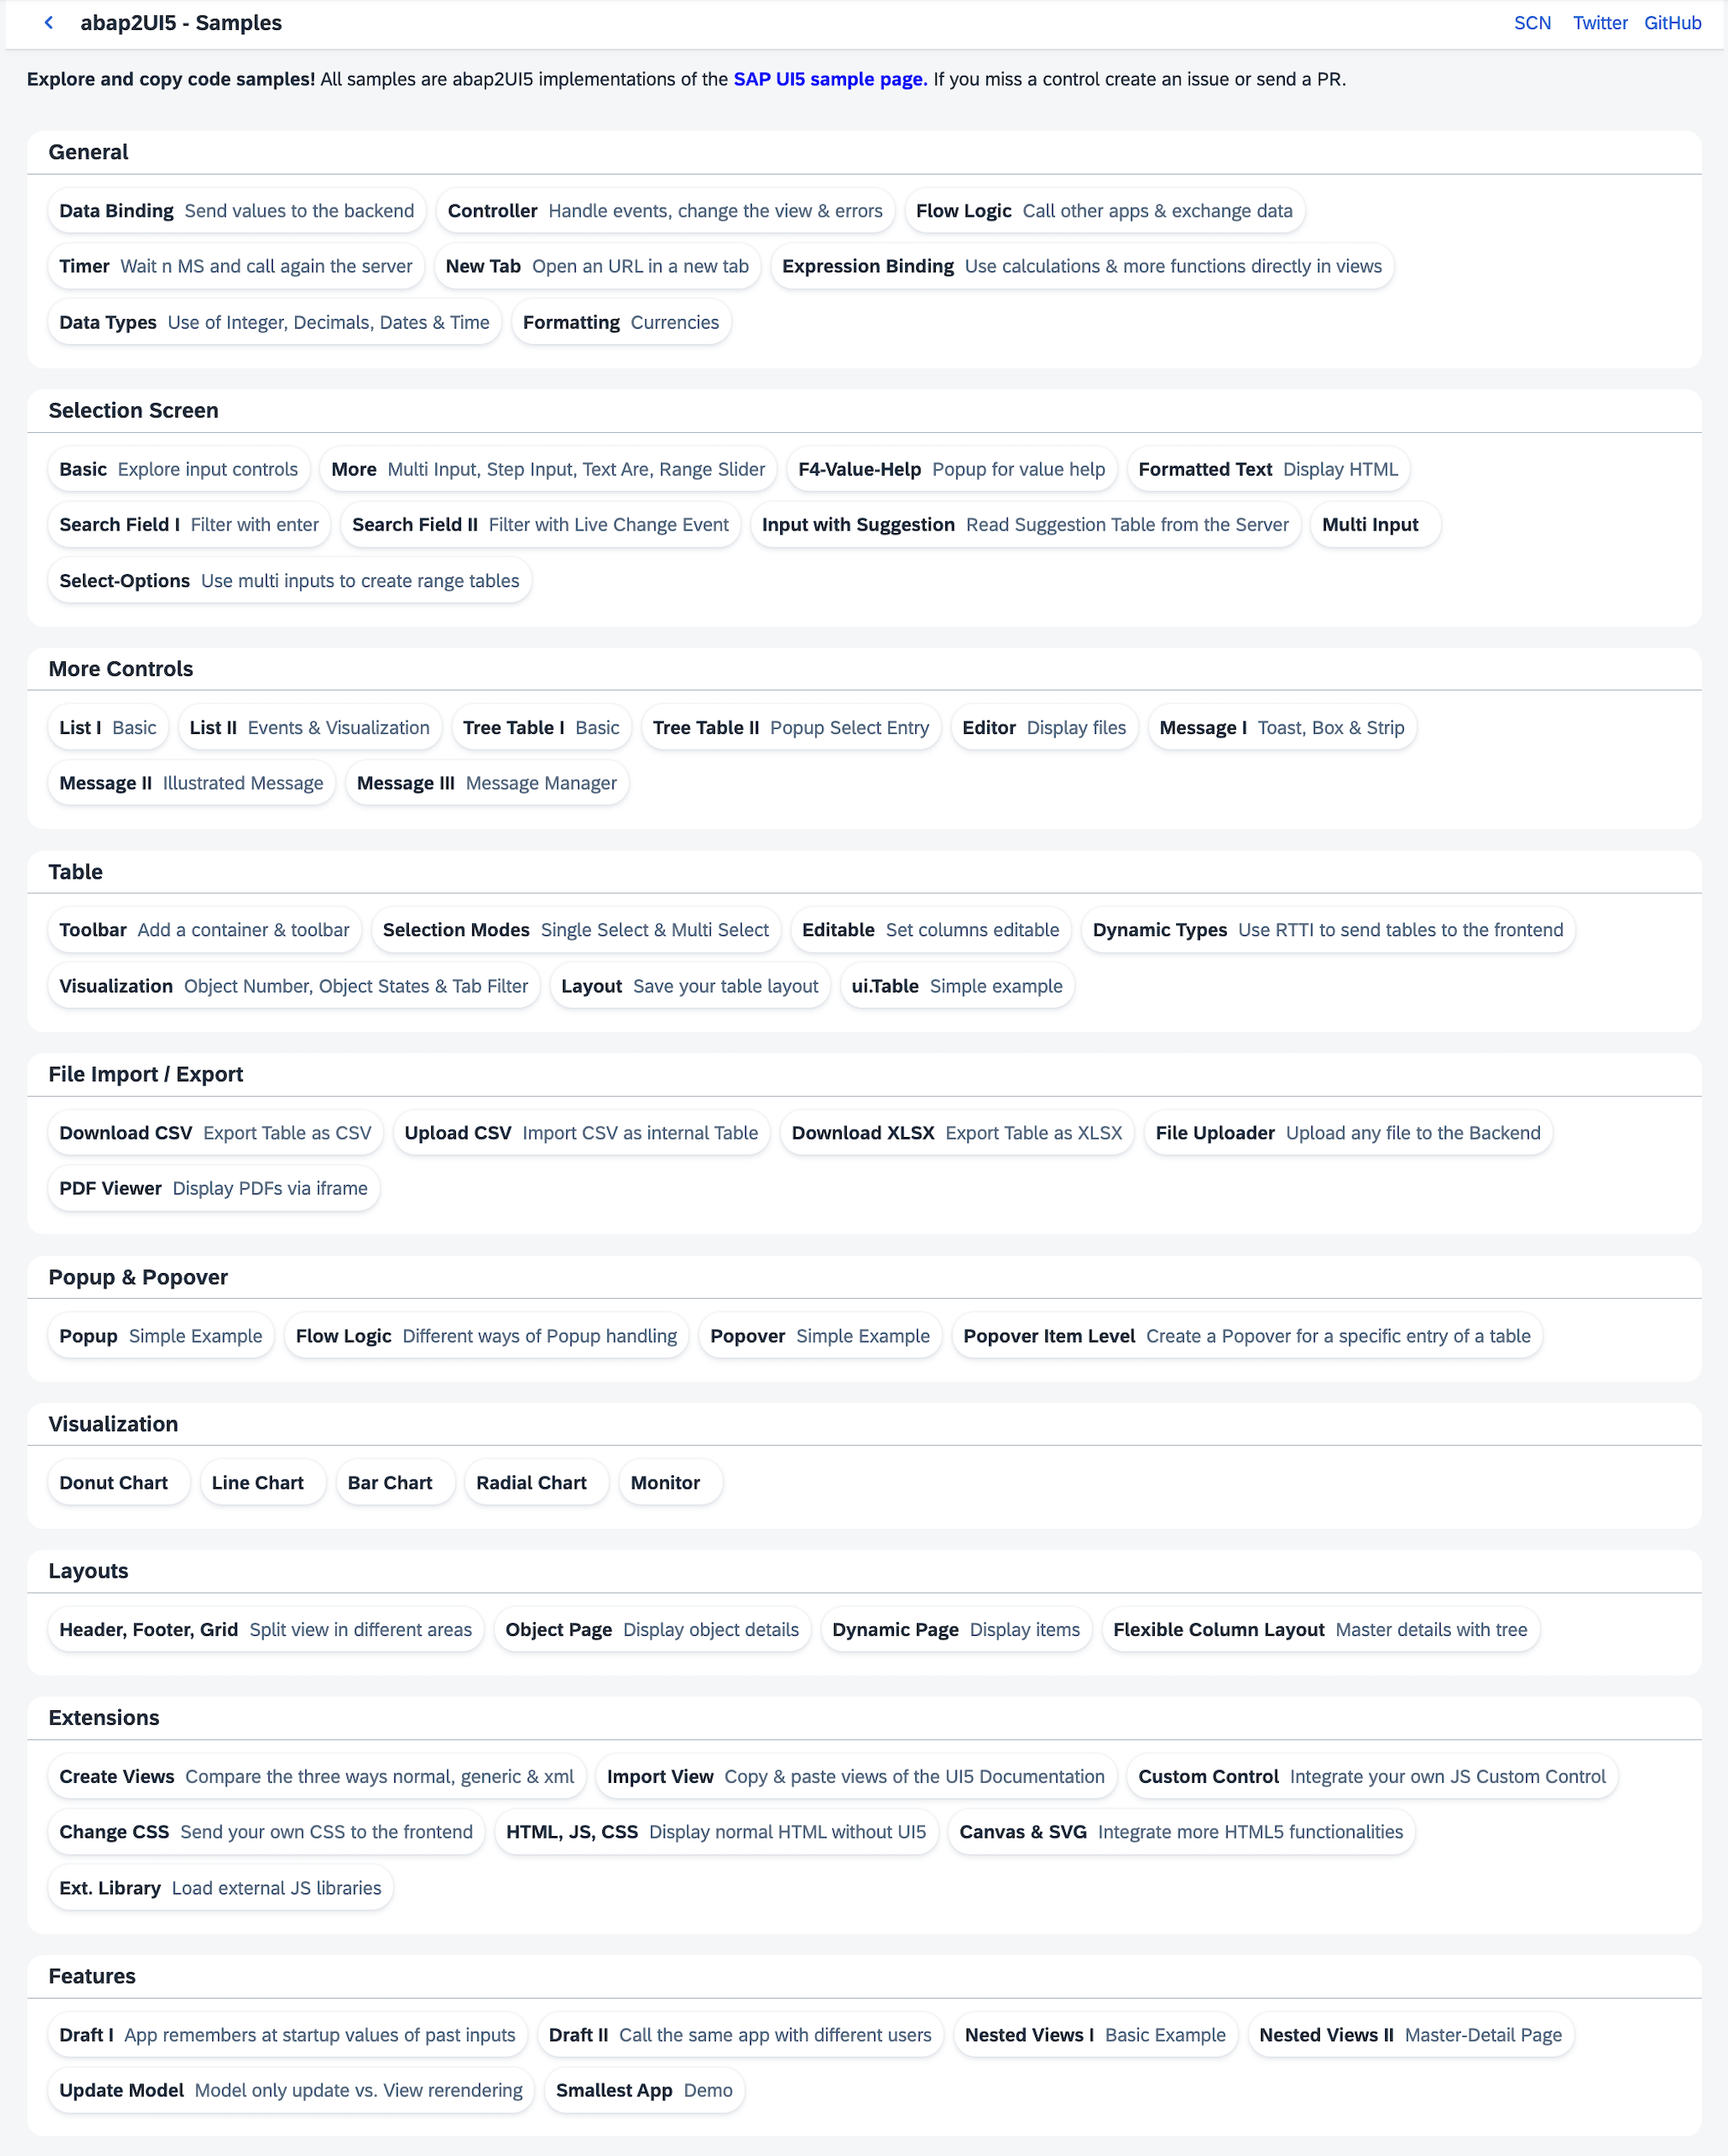 abap2UI5 - Samples SCN Twitter GitHub
Explore and copy code samples! All samples are abap2UI5 implementations of the SAP UI5 sample page. If you miss a control create an issue or send a PR.
General
Data Binding Send values to the backend Controller Handle events, change the view & errors Flow Logic Call other apps & exchange data
Timer Wait n MS and call again the server New Tab Open an URL in a new tab Expression Binding Use calculations & more functions directly in views
Data Types Use of Integer, Decimals, Dates & Time Formatting Currencies
Selection Screen
Basic Explore input controls More Multi Input, Step Input, Text Are, Range Slider F4-Value-Help Popup for value help Formatted Text Display HTML
Search Field I Filter with enter Search Field II Filter with Live Change Event Input with Suggestion Read Suggestion Table from the Server Multi Input
Select-Options Use multi inputs to create range tables
More Controls
List I Basic List II Events & Visualization Tree Table I Basic Tree Table II Popup Select Entry Editor Display files Message I Toast, Box & Strip
Message II Illustrated Message Message III Message Manager
Table
Toolbar Add a container & toolbar Selection Modes Single Select & Multi Select Editable Set columns editable Dynamic Types Use RTTI to send tables to the frontend
Visualization Object Number, Object States & Tab Filter Layout Save your table layout ui.Table Simple example
File Import / Export
Download CSV Export Table as CSV Upload CSV Import CSV as internal Table Download XLSX Export Table as XLSX File Uploader Upload any file to the Backend
PDF Viewer Display PDFs via iframe
Popup & Popover
Popup Simple Example Flow Logic Different ways of Popup handling Popover Simple Example Popover Item Level Create a Popover for a specific entry of a table
Visualization
Donut Chart Line Chart Bar Chart Radial Chart Monitor
Layouts
Header, Footer, Grid Split view in different areas Object Page Display object details Dynamic Page Display items Flexible Column Layout Master details with tree
Extensions
Create Views Compare the three ways normal, generic & xml Import View Copy & paste views of the UI5 Documentation Custom Control Integrate your own JS Custom Control
Change CSS Send your own CSS to the frontend HTML, JS, CSS Display normal HTML without UI5 Canvas & SVG Integrate more HTML5 functionalities
Ext. Library Load external JS libraries
Features
Draft I App remembers at startup values of past inputs Draft II Call the same app with different users Nested Views I Basic Example Nested Views II Master-Detail Page
Update Model Model only update vs. View rerendering Smallest App Demo